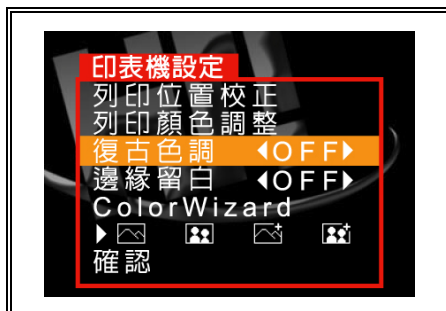 印表機設定
列印位置校正
列印顏色調整
復古色調 ◀OFF▶
邊緣留白 ◀OFF▶
ColorWizard
確認